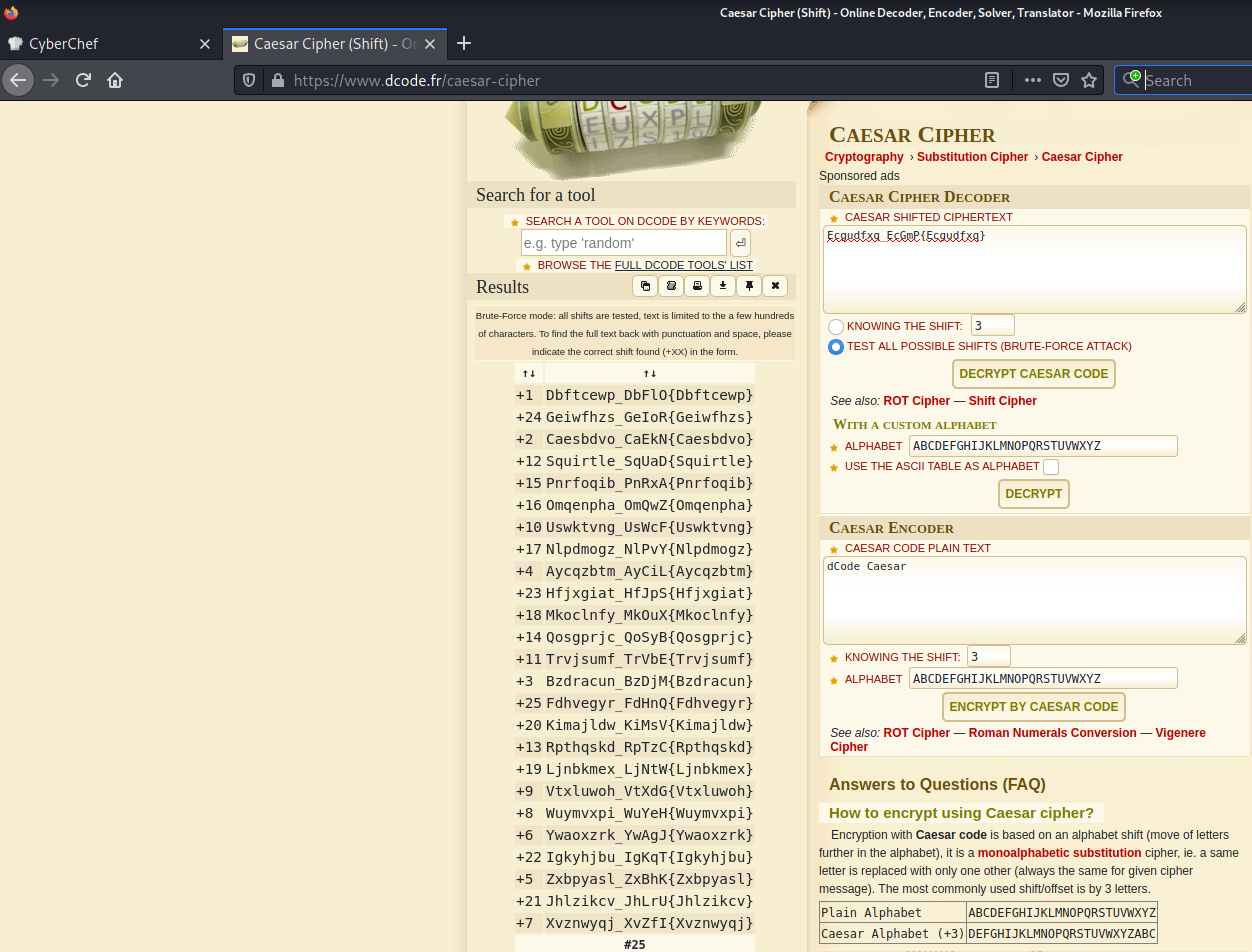 Caesar Cipher (Shift) - Online Decoder, Encoder, Solver, Translator - Mozilla Firefox
CyberChef
Caesar Cipher (Shift) - On
https://www.dcode.fr/caesar-cipher
Search
Search for a tool
SEARCH A TOOL ON DCODE BY KEYWORDS:
e.g. type 'random'
BROWSE THE FULL DCODE TOOLS' LIST
Results
Brute-Force mode: all shifts are tested, text is limited to the a few hundreds
of characters. To find the full text back with punctuation and space, please
indicate the correct shift found (+XX) in the form.
↑↓ ↑↓
+1 Dbftcewp_DbFlO{Dbftcewp}
+24 Geiwfhzs_GeIoR{Geiwfhzs}
+2 Caesbdvo_CaEkN{Caesbdvo}
+12 Squirtle_SqUaD{Squirtle}
+15 Pnrfoqib_PnRxA{Pnrfoqib}
+16 Omqenpha_OmQwZ{Omqenpha}
+10 Uswktvng_UsWcF{Uswktvng}
+17 Nlpdmogz_NlPvY{Nlpdmogz}
+4 Aycqzbtm_AyCiL{Aycqzbtm}
+23 Hfjxgiat_HfJpS{Hfjxgiat}
+18 Mkoclnfy_MkOuX{Mkoclnfy}
+14 Qosgprjc_QoSyB{Qosgprjc}
+11 Trvjsumf_TrVbE{Trvjsumf}
+3 Bzdracun_BzDjM{Bzdracun}
+25 Fdhvegyr_FdHnQ{Fdhvegyr}
+20 Kimajldw_KiMsV{Kimajldw}
+13 Rpthqskd_RpTzC{Rpthqskd}
+19 Ljnbkmex_LjNtW{Ljnbkmex}
+9 Vtxluwoh_VtXdG{Vtxluwoh}
+8 Wuymvxpi_WuYeH{Wuymvxpi}
+6 Ywaoxzrk_YwAgJ{Ywaoxzrk}
+22 Igkyhjbu_IgKqT{Igkyhjbu}
+5 Zxbpyasl_ZxBhK{Zxbpyasl}
+21 Jhlzikcv_JhLrU{Jhlzikcv}
+7 Xvznwyqj_XvZfI{Xvznwyqj}
#25
CAESAR CIPHER
Cryptography › Substitution Cipher › Caesar Cipher
Sponsored ads
CAESAR CIPHER DECODER
CAESAR SHIFTED CIPHERTEXT
Ecgudfxq_EcGmP{Ecgudfxq}
KNOWING THE SHIFT: 3
TEST ALL POSSIBLE SHIFTS (BRUTE-FORCE ATTACK)
DECRYPT CAESAR CODE
See also: ROT Cipher — Shift Cipher
WITH A CUSTOM ALPHABET
ALPHABET ABCDEFGHIJKLMNOPQRSTUVWXYZ
USE THE ASCII TABLE AS ALPHABET
DECRYPT
CAESAR ENCODER
CAESAR CODE PLAIN TEXT
dCode Caesar
KNOWING THE SHIFT: 3
ALPHABET ABCDEFGHIJKLMNOPQRSTUVWXYZ
ENCRYPT BY CAESAR CODE
See also: ROT Cipher — Roman Numerals Conversion — Vigenere
Cipher
Answers to Questions (FAQ)
How to encrypt using Caesar cipher?
Encryption with Caesar code is based on an alphabet shift (move of letters
further in the alphabet), it is a monoalphabetic substitution cipher, ie. a same
letter is replaced with only one other (always the same for given cipher
message). The most commonly used shift/offset is by 3 letters.
Plain Alphabet ABCDEFGHIJKLMNOPQRSTUVWXYZ
Caesar Alphabet (+3) DEFGHIJKLMNOPQRSTUVWXYZABC